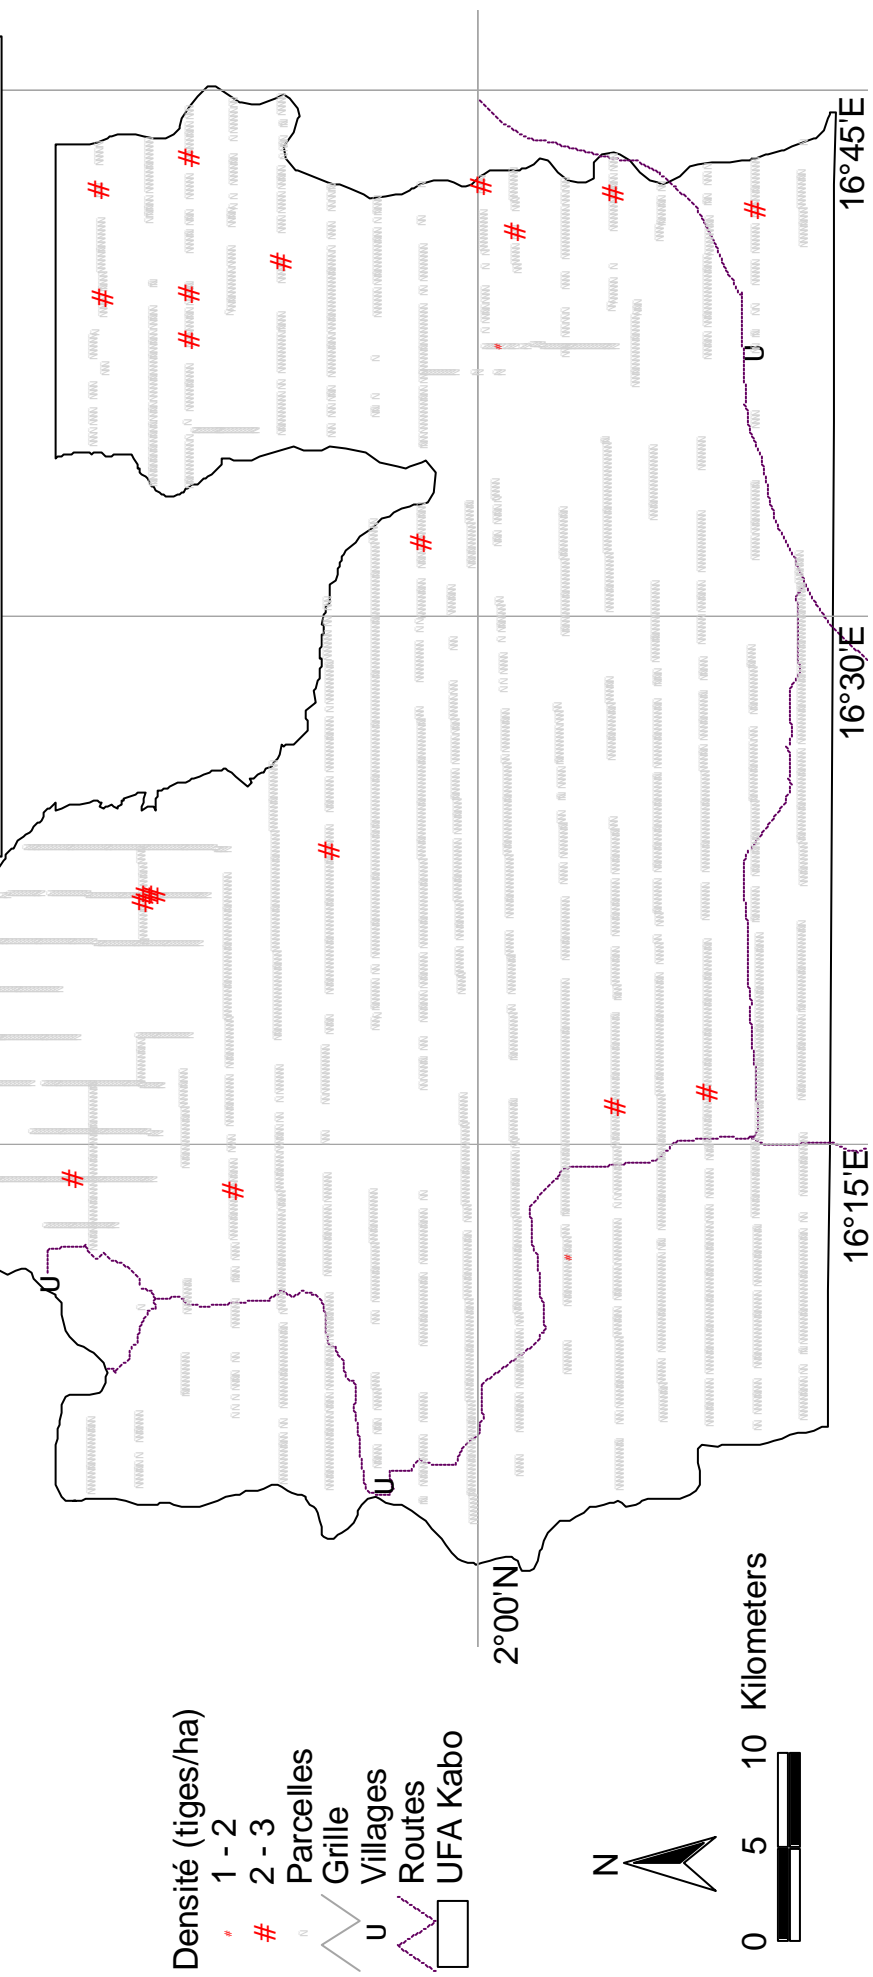 16°45'E
16°30'E
16°15'E
2°00'N
U
U
U
Densité (tiges/ha)
1 - 2
2 - 3
Parcelles
Grille
U Villages
Routes
UFA Kabo
N
0 5 10 Kilometers